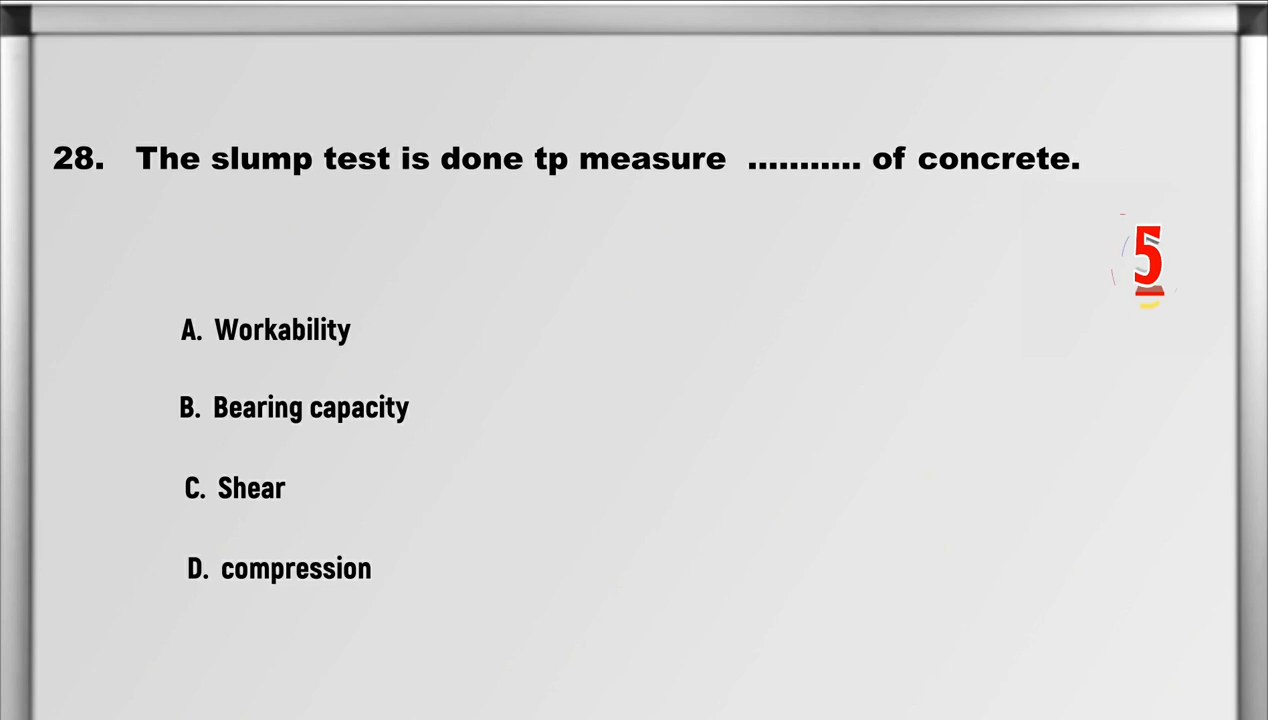 28. The slump test is done tp measure ........... of concrete.
5
A. Workability
B. Bearing capacity
C. Shear
D. compression